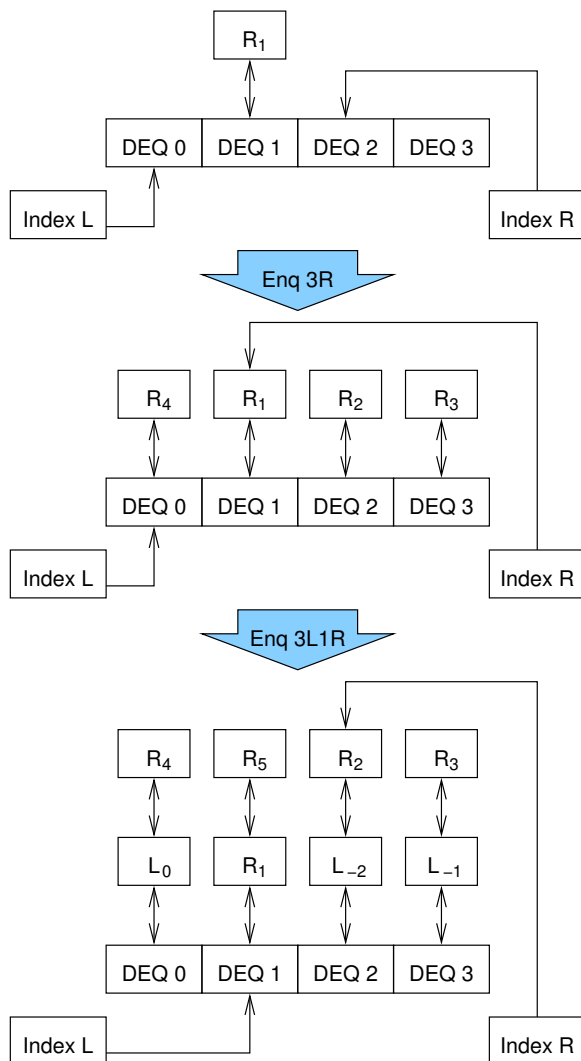 R1
DEQ 0 DEQ 1 DEQ 2 DEQ 3
Index L Index R
Enq 3R
R4 R1 R2 R3
DEQ 0 DEQ 1 DEQ 2 DEQ 3
Index L Index R
Enq 3L1R
R4 R5 R2 R3
L0 R1 L−2 L−1
DEQ 0 DEQ 1 DEQ 2 DEQ 3
Index L Index R